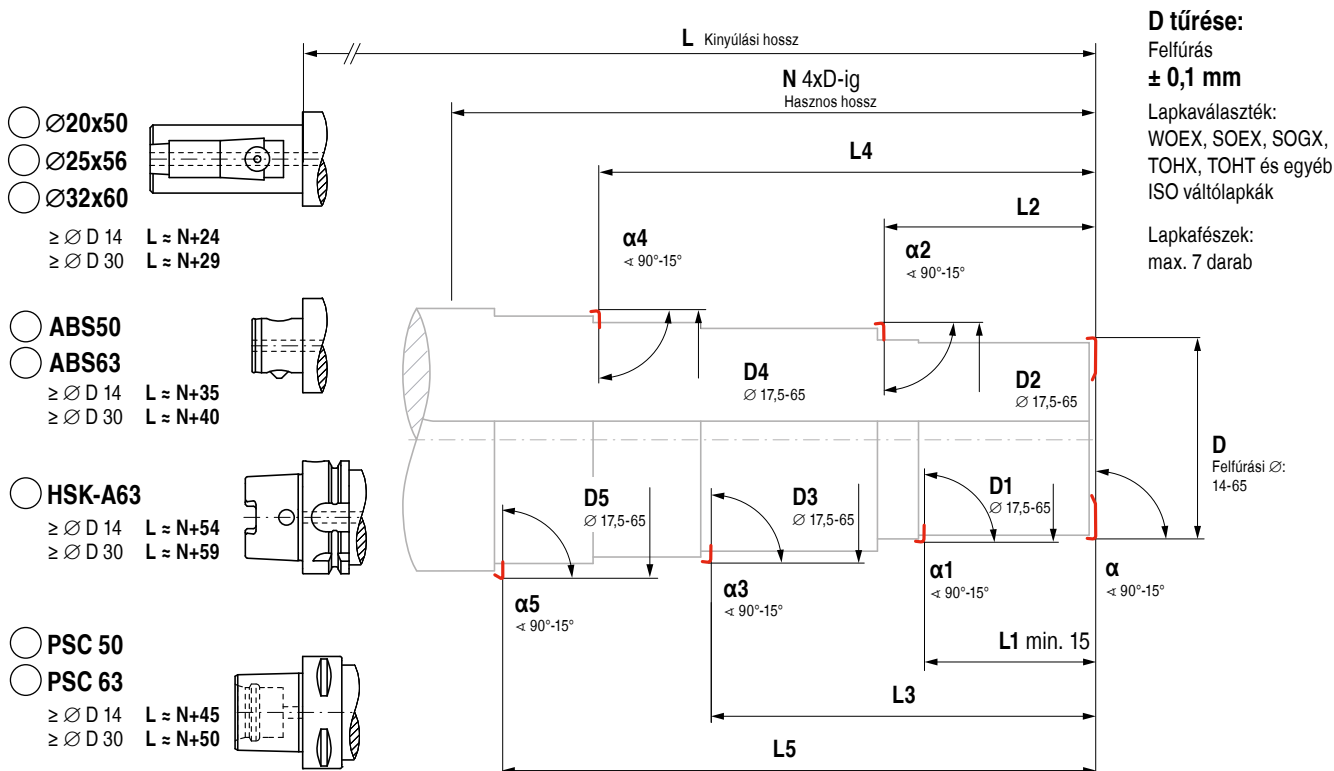 L Kinyúlási hossz
N 4xD-ig
Hasznos hossz
L4
L2
α4
∢ 90°-15°
α2
∢ 90°-15°
D4
Ø 17,5-65
D2
Ø 17,5-65
D
Felfúrási Ø:
14-65
D5
Ø 17,5-65
D3
Ø 17,5-65
D1
Ø 17,5-65
α5
∢ 90°-15°
α3
∢ 90°-15°
α1
∢ 90°-15°
α
∢ 90°-15°
L1 min. 15
L3
L5
Ø20x50
Ø25x56
Ø32x60
≥ Ø D 14 L ≈ N+24
≥ Ø D 30 L ≈ N+29
ABS50
ABS63
≥ Ø D 14 L ≈ N+35
≥ Ø D 30 L ≈ N+40
HSK-A63
≥ Ø D 14 L ≈ N+54
≥ Ø D 30 L ≈ N+59
PSC 50
PSC 63
≥ Ø D 14 L ≈ N+45
≥ Ø D 30 L ≈ N+50
D tűrése:
Felfúrás
± 0,1 mm
Lapkaválaszték:
WOEX, SOEX, SOGX,
TOHX, TOHT és egyéb
ISO váltólapkák
Lapkafészek:
max. 7 darab